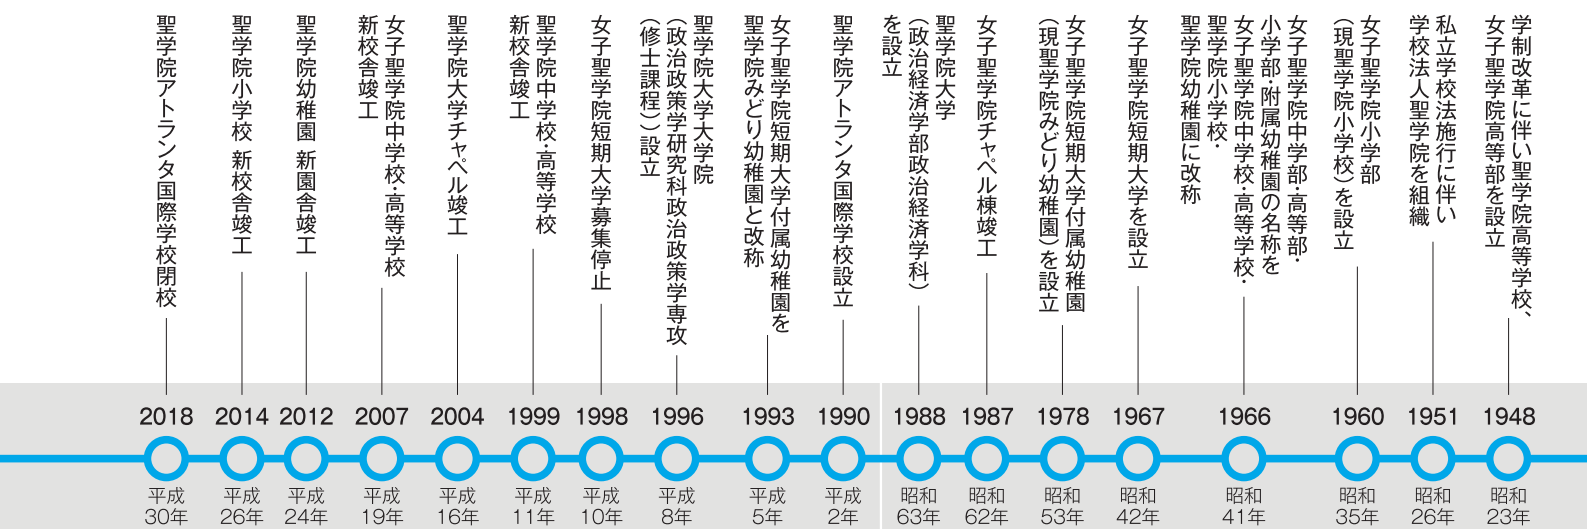 学制改革に伴い聖学院高等学校、
女子聖学院高等部を設立
1948
昭和
23年
私立学校法施行に伴い
学校法人聖学院を組織
1951
昭和
26年
女子聖学院小学部
（現聖学院小学校）を設立
1960
昭和
35年
女子聖学院中学部・高等部・
小学部・附属幼稚園の名称を
女子聖学院中学校・高等学校・
聖学院小学校・
聖学院幼稚園に改称
1966
昭和
41年
女子聖学院短期大学を設立
1967
昭和
42年
女子聖学院短期大学付属幼稚園
（現聖学院みどり幼稚園）を設立
1978
昭和
53年
女子聖学院チャペル棟竣工
1987
昭和
62年
聖学院大学
（政治経済学部政治経済学科）
を設立
1988
昭和
63年
聖学院アトランタ国際学校設立
1990
平成
2年
女子聖学院短期大学付属幼稚園を
聖学院みどり幼稚園と改称
1993
平成
5年
聖学院大学大学院
（政治政策学研究科政治政策学専攻
（修士課程））設立
1996
平成
8年
女子聖学院短期大学募集停止
1998
平成
10年
聖学院中学校・高等学校
新校舎竣工
1999
平成
11年
聖学院大学チャペル竣工
2004
平成
16年
女子聖学院中学校・高等学校
新校舎竣工
2007
平成
19年
聖学院幼稚園 新園舎竣工
2012
平成
24年
聖学院小学校 新校舎竣工
2014
平成
26年
聖学院アトランタ国際学校閉校
2018
平成
30年